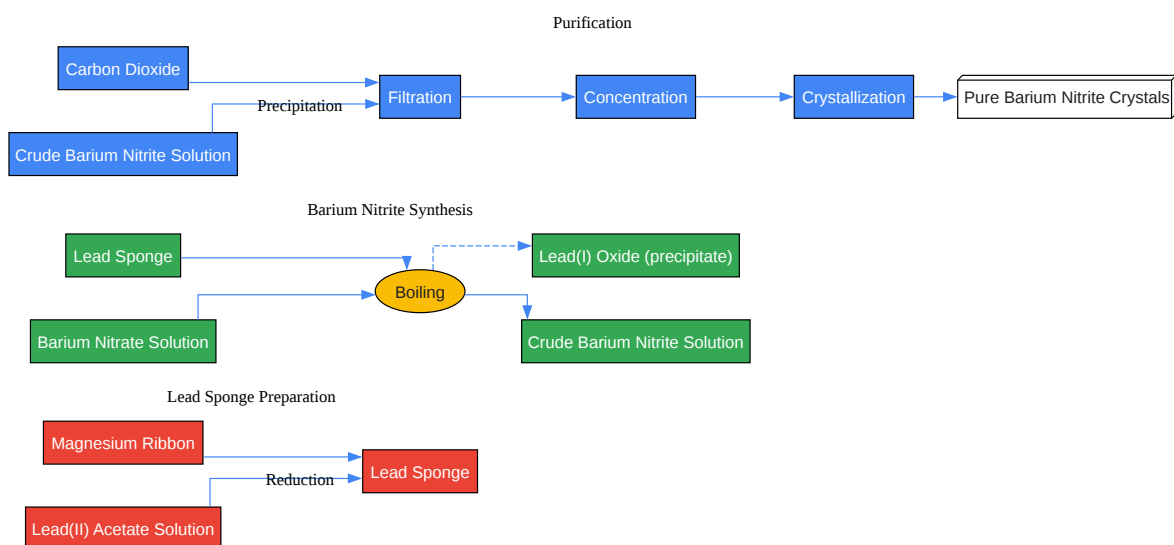 Purification
Carbon Dioxide
Filtration
Concentration
Crystallization
Pure Barium Nitrite Crystals
Precipitation
Crude Barium Nitrite Solution
Barium Nitrite Synthesis
Lead Sponge
Lead(I) Oxide (precipitate)
Boiling
Barium Nitrate Solution
Crude Barium Nitrite Solution
Lead Sponge Preparation
Magnesium Ribbon
Lead Sponge
Reduction
Lead(II) Acetate Solution